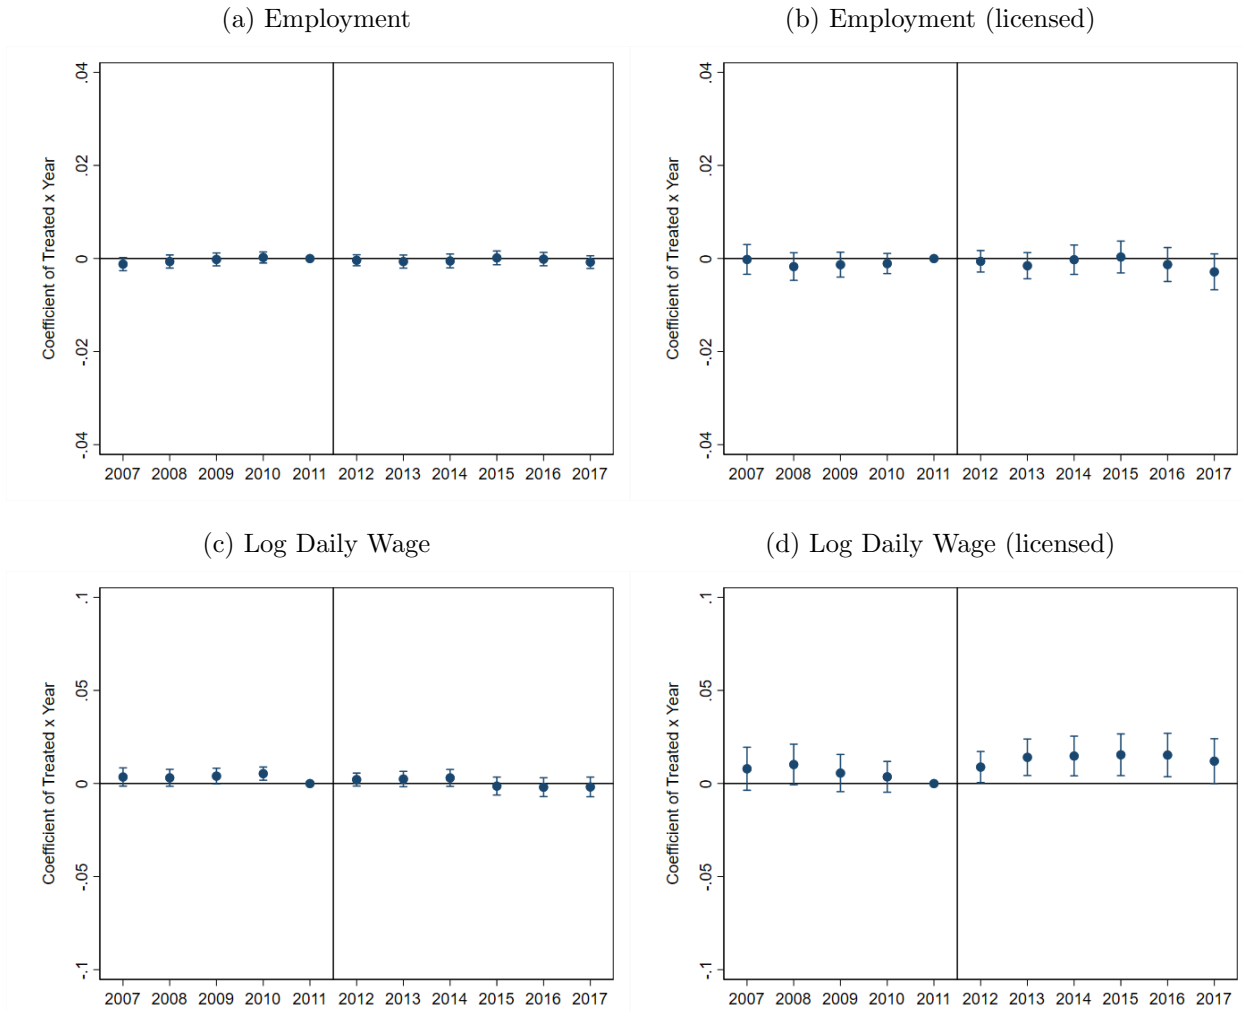 (a) Employment
Coefficient of Treated x Year
.04
.02
0
-.02
-.04
2007 2008 2009 2010 2011 2012 2013 2014 2015 2016 2017
(b) Employment (licensed)
Coefficient of Treated x Year
.04
.02
0
-.02
-.04
2007 2008 2009 2010 2011 2012 2013 2014 2015 2016 2017
(c) Log Daily Wage
Coefficient of Treated x Year
.1
.05
0
-.05
-.1
2007 2008 2009 2010 2011 2012 2013 2014 2015 2016 2017
(d) Log Daily Wage (licensed)
Coefficient of Treated x Year
.1
.05
0
-.05
-.1
2007 2008 2009 2010 2011 2012 2013 2014 2015 2016 2017